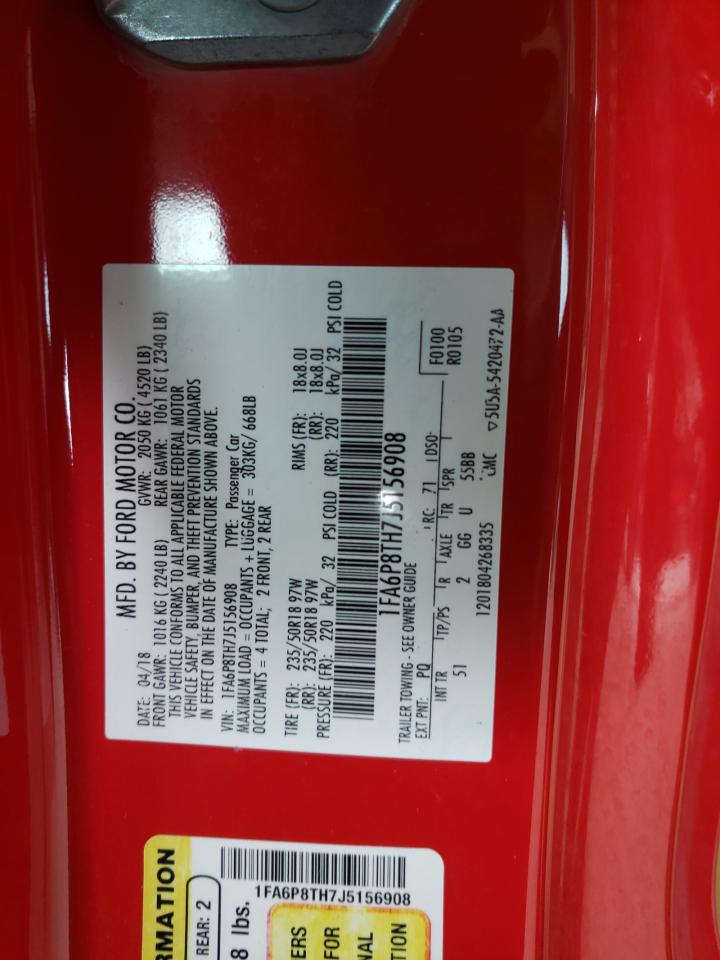 MFD. BY FORD MOTOR CO.
DATE: 04/18 GVWR: 2050 KG ( 4520 LB)
FRONT GAWR: 1016 KG ( 2240 LB) REAR GAWR: 1061 KG ( 2340 LB)
THIS VEHICLE CONFORMS TO ALL APPLICABLE FEDERAL MOTOR
VEHICLE SAFETY, BUMPER, AND THEFT PREVENTION STANDARDS
IN EFFECT ON THE DATE OF MANUFACTURE SHOWN ABOVE.
VIN: 1FA6P8TH7J5156908 TYPE: Passenger Car
MAXIMUM LOAD = OCCUPANTS + LUGGAGE = 303KG/ 668LB
OCCUPANTS = 4 TOTAL; 2 FRONT, 2 REAR
TIRE (FR): 235/50R18 97W RIMS (FR): 18x8.0J
(RR): 235/50R18 97W (RR): 18x8.0J
PRESSURE (FR): 220 kPa/ 32 PSI COLD (RR): 220 kPa/ 32 PSI COLD
1FA6P8TH7J5156908
TRAILER TOWING - SEE OWNER GUIDE
EXT PNT: PQ RC: 71 DSO: F0100
R0105
INT TR TP/PS R AXLE TR SPR
51 2 GG U 55BB
1201804268335 5U5A-5420472-AA
RMATION
REAR: 2
1FA6P8TH7J5156908
8 lbs.
ERS
FOR
NAL
TION